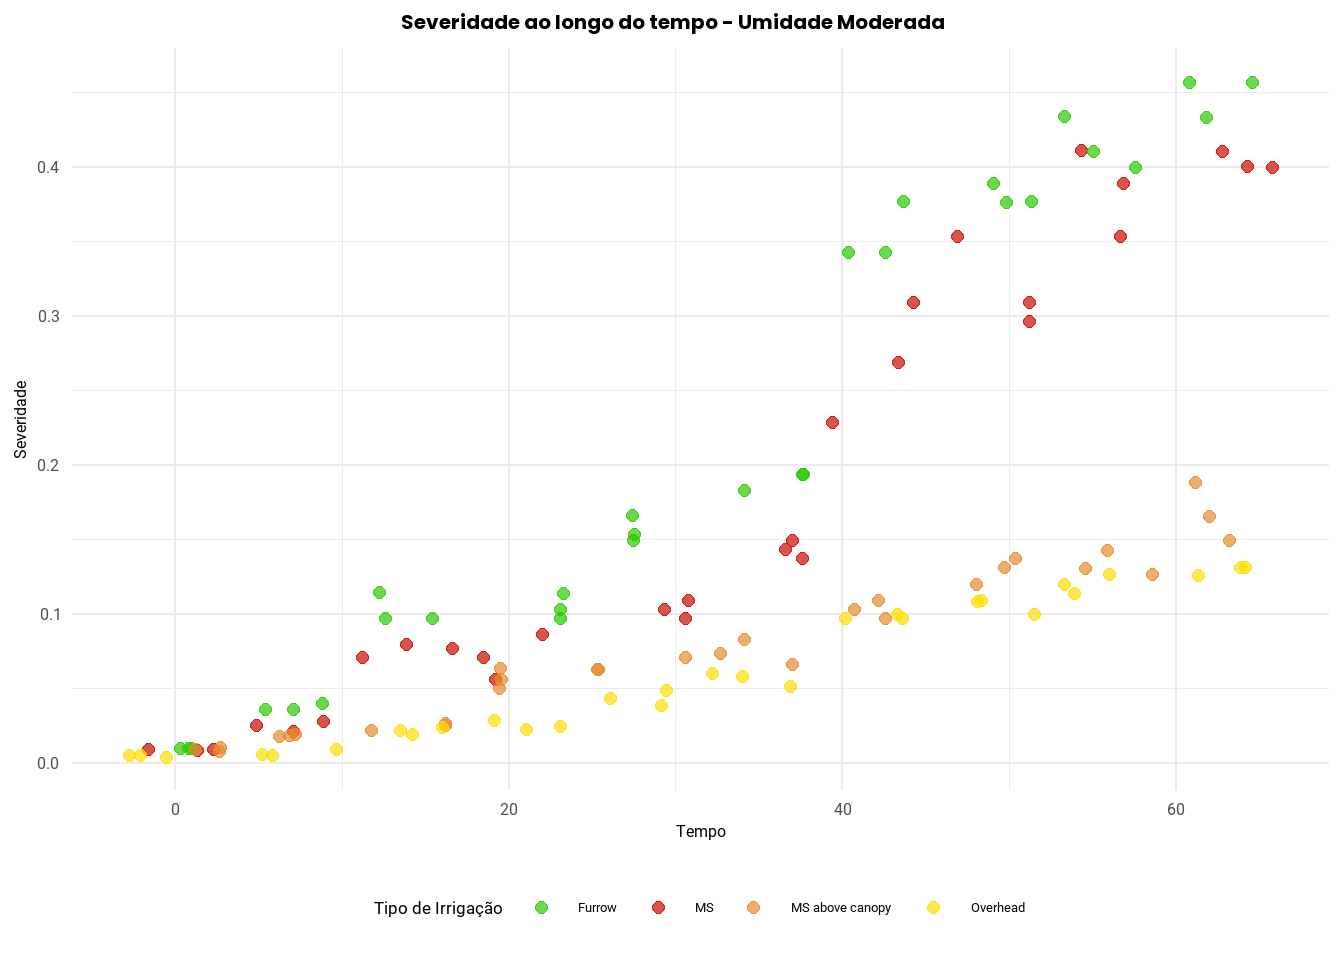 Severidade ao longo do tempo - Umidade Moderada
Severidade
0.4
0.3
0.2
0.1
0.0
0 20 40 60
Tempo
Tipo de Irrigação Furrow MS MS above canopy Overhead